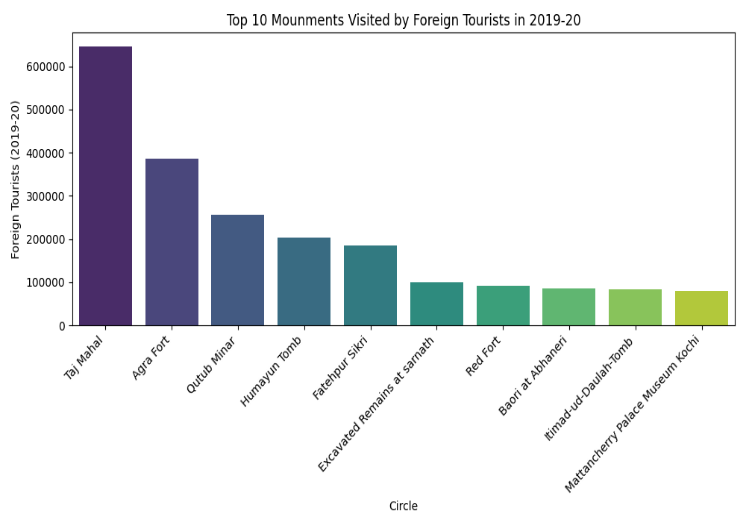 Top 10 Mounments Visited by Foreign Tourists in 2019-20
Foreign Tourists (2019-20)
600000
500000
400000
300000
200000
100000
0
Taj Mahal
Agra Fort
Qutub Minar
Humayun Tomb
Fatehpur Sikri
Excavated Remains at sarnath
Red Fort
Baori at Abhaneri
Itimad-ud-Daulah-Tomb
Mattancherry Palace Museum Kochi
Circle